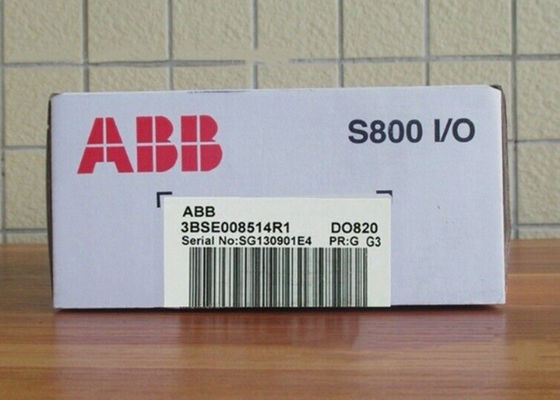 ABB
S800 I/O
ABB
3BSE008514R1 DO820
Serial No:SG130901E4 PR:G G3